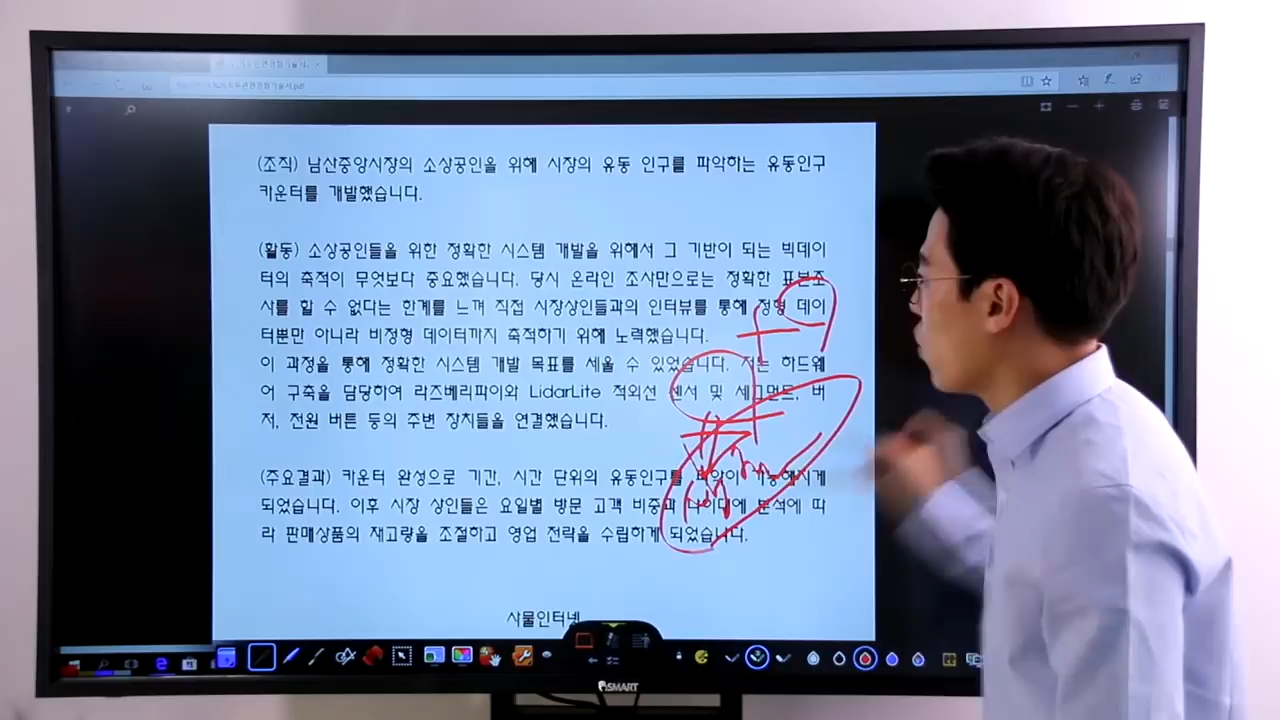 (조직) 남산중앙시장의 소상공인을 위해 시장의 유동 인구를 파악하는 유동인구
카운터를 개발했습니다.
(활동) 소상공인들을 위한 정확한 시스템 개발을 위해서 그 기반이 되는 빅데이
터의 축적이 무엇보다 중요했습니다. 당시 온라인 조사만으로는 정확한 표본조
사를 할 수 없다는 한계를 느껴 직접 시장상인들과의 인터뷰를 통해 정형 데이
터뿐만 아니라 비정형 데이터까지 축적하기 위해 노력했습니다.
이 과정을 통해 정확한 시스템 개발 목표를 세울 수 있었습니다. 저는 하드웨
어 구축을 담당하여 라즈베리파이와 LidarLite 적외선 센서 및 세그먼트, 버
저, 전원 버튼 등의 주변 장치들을 연결했습니다.
(주요결과) 카운터 완성으로 기간, 시간 단위의 유동인구를 파악이 가능해지게
되었습니다. 이후 시장 상인들은 요일별 방문 고객 비중과 나이대에 분석에 따
라 판매상품의 재고량을 조절하고 영업 전략을 수립하게 되었습니다.
사물인터넷
SMART